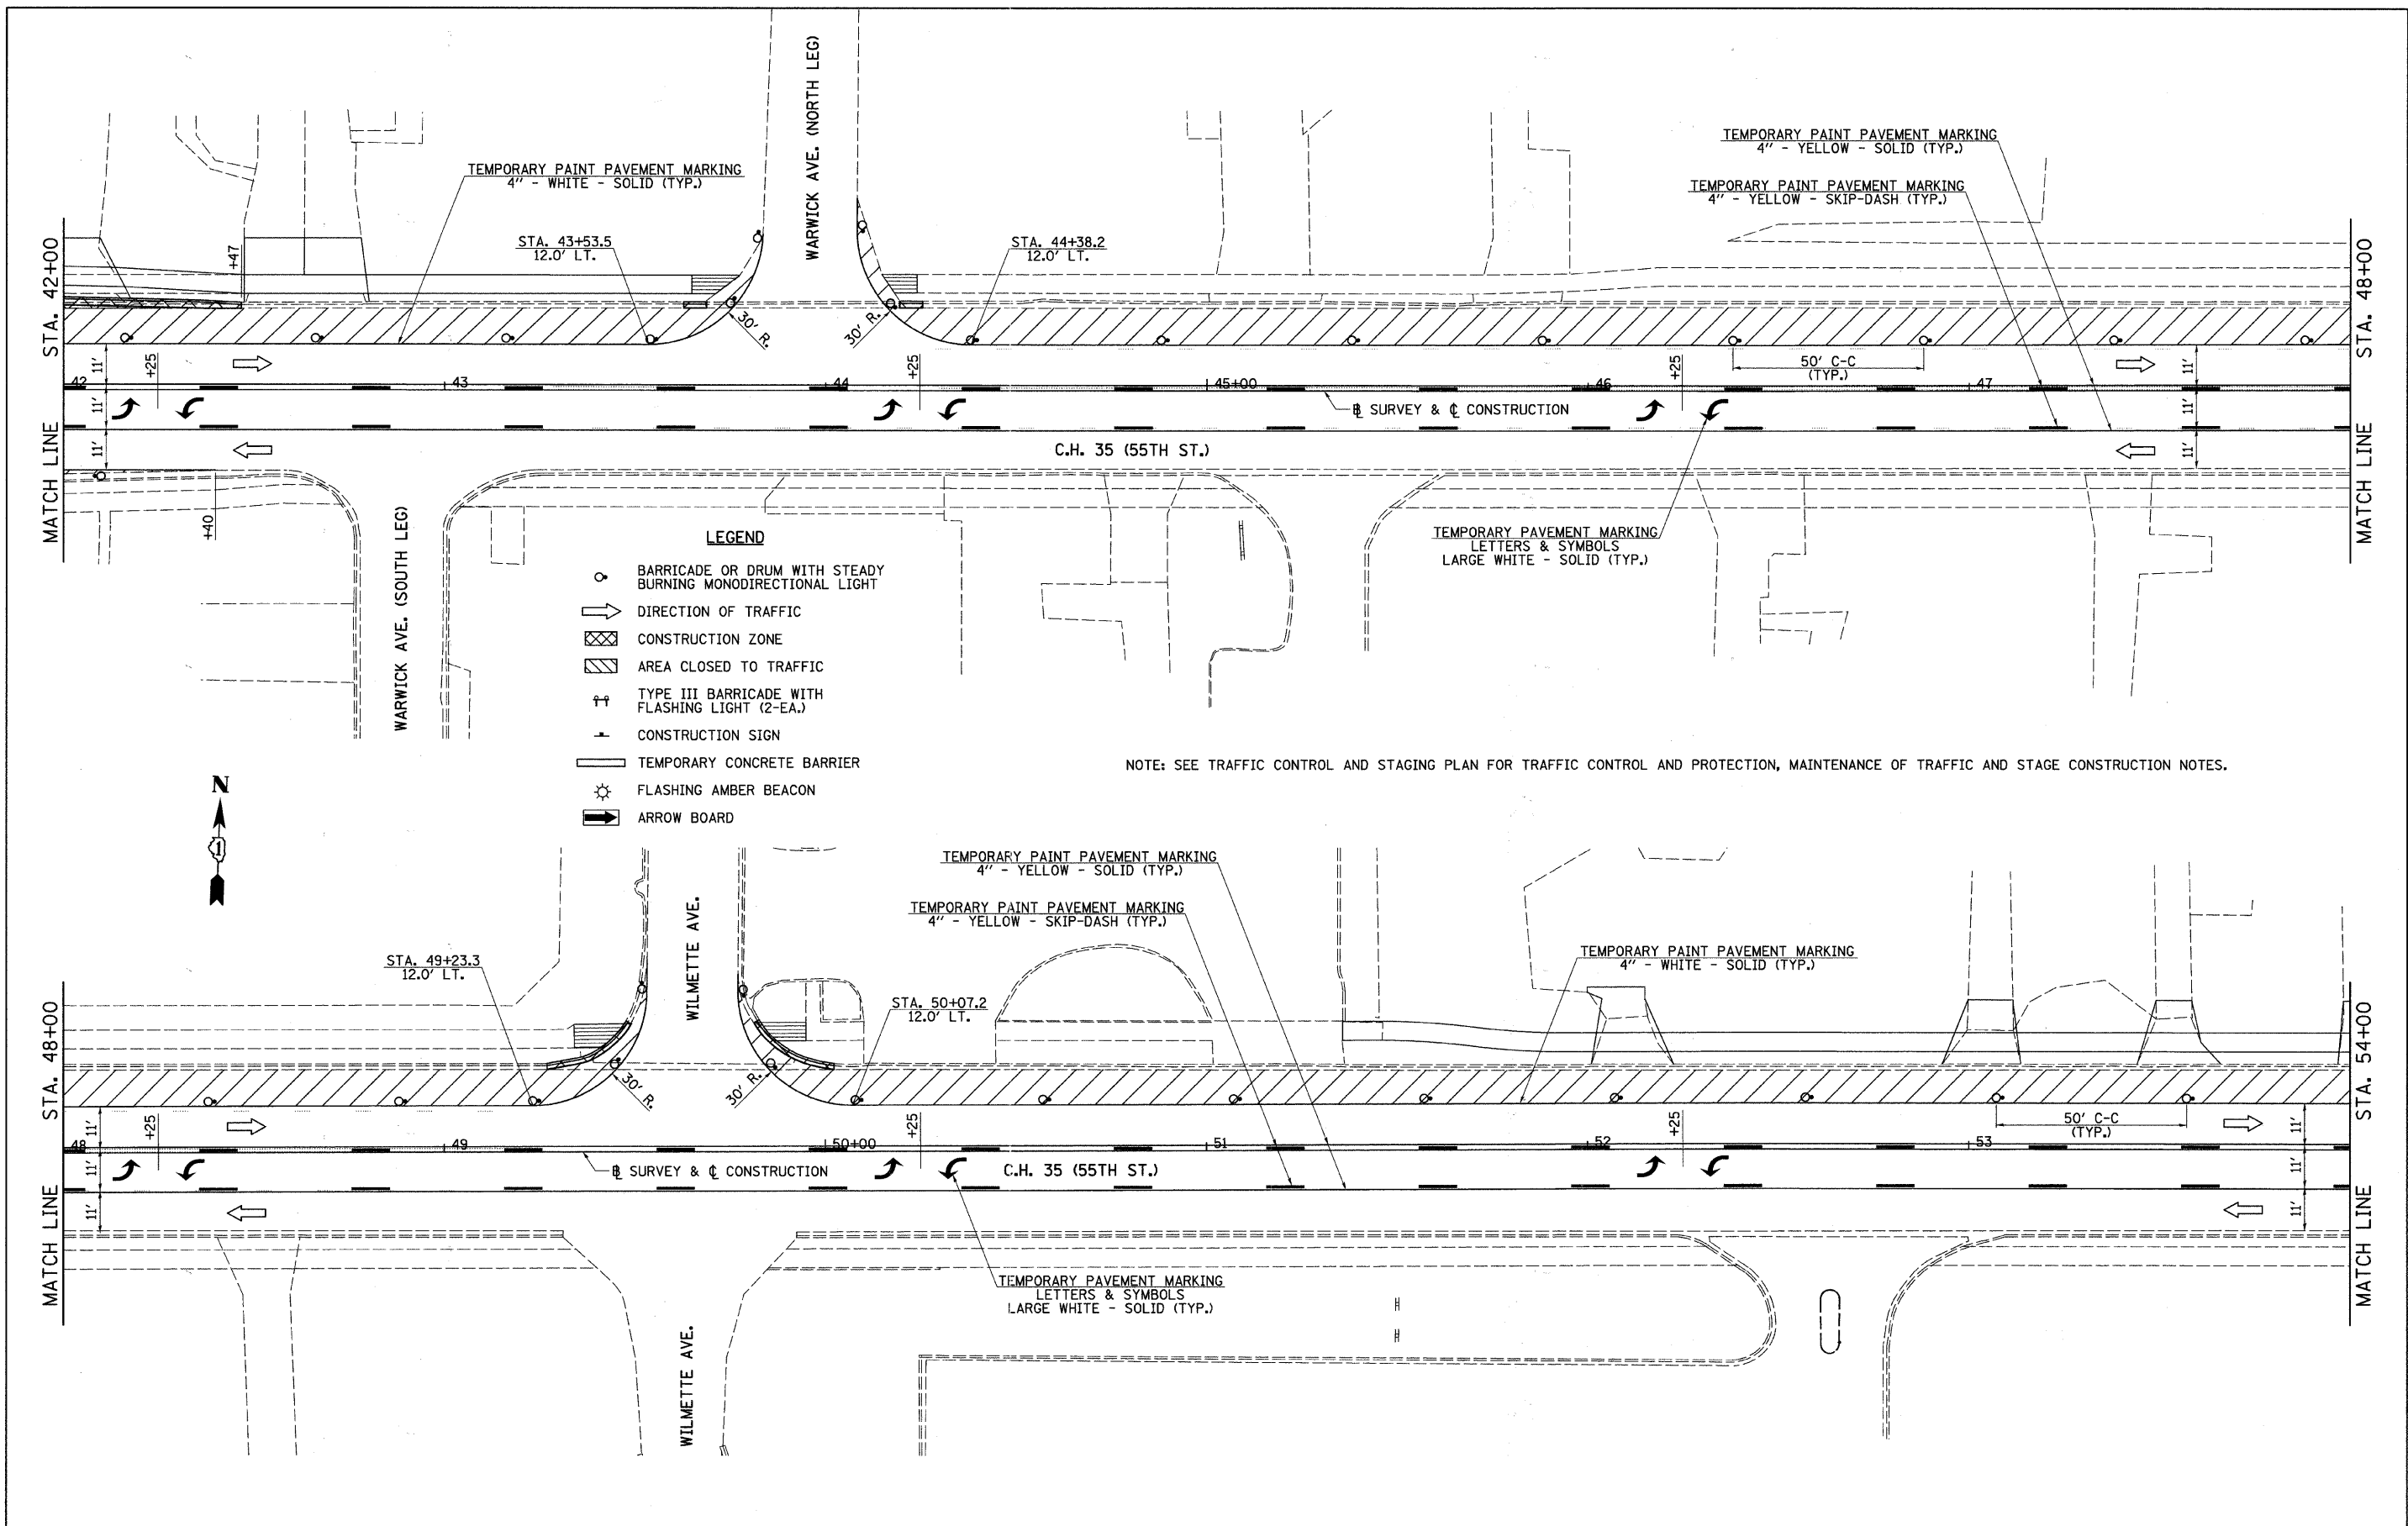 WARWICK AVE. (NORTH LEG)
TEMPORARY PAINT PAVEMENT MARKING
4" - WHITE - SOLID (TYP.)
TEMPORARY PAINT PAVEMENT MARKING
4" - YELLOW - SOLID (TYP.)
TEMPORARY PAINT PAVEMENT MARKING
4" - YELLOW - SKIP-DASH (TYP.)
STA. 43+53.5
12.0' LT.
STA. 44+38.2
12.0' LT.
MATCH LINE STA. 42+00
MATCH LINE STA. 48+00
+47
30' R.
30' R.
+25
+25
+25
50' C-C
(TYP.)
11'
11'
11'
11'
11'
11'
42
43
44
45+00
46
47
℄ SURVEY & ℄ CONSTRUCTION
C.H. 35 (55TH ST.)
+40
WARWICK AVE. (SOUTH LEG)
TEMPORARY PAVEMENT MARKING
LETTERS & SYMBOLS
LARGE WHITE - SOLID (TYP.)
LEGEND
BARRICADE OR DRUM WITH STEADY
BURNING MONODIRECTIONAL LIGHT
DIRECTION OF TRAFFIC
CONSTRUCTION ZONE
AREA CLOSED TO TRAFFIC
TYPE III BARRICADE WITH
FLASHING LIGHT (2-EA.)
CONSTRUCTION SIGN
TEMPORARY CONCRETE BARRIER
FLASHING AMBER BEACON
ARROW BOARD
NOTE: SEE TRAFFIC CONTROL AND STAGING PLAN FOR TRAFFIC CONTROL AND PROTECTION, MAINTENANCE OF TRAFFIC AND STAGE CONSTRUCTION NOTES.
N
1
WILMETTE AVE.
TEMPORARY PAINT PAVEMENT MARKING
4" - YELLOW - SOLID (TYP.)
TEMPORARY PAINT PAVEMENT MARKING
4" - YELLOW - SKIP-DASH (TYP.)
TEMPORARY PAINT PAVEMENT MARKING
4" - WHITE - SOLID (TYP.)
STA. 49+23.3
12.0' LT.
STA. 50+07.2
12.0' LT.
MATCH LINE STA. 48+00
MATCH LINE STA. 54+00
30' R.
30' R.
+25
+25
+25
50' C-C
(TYP.)
11'
11'
11'
11'
11'
11'
48
49
50+00
51
52
53
℄ SURVEY & ℄ CONSTRUCTION
C.H. 35 (55TH ST.)
TEMPORARY PAVEMENT MARKING
LETTERS & SYMBOLS
LARGE WHITE - SOLID (TYP.)
WILMETTE AVE.